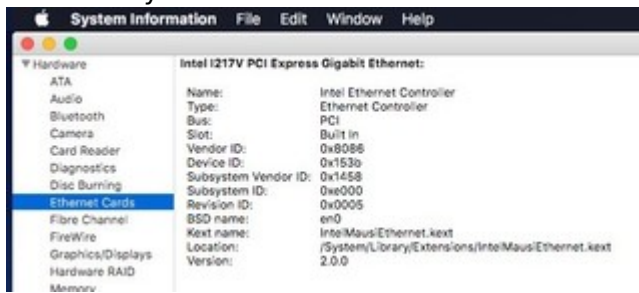 System Information File Edit Window Help
Hardware
ATA
Audio
Bluetooth
Camera
Card Reader
Diagnostics
Disc Burning
Ethernet Cards
Fibre Channel
FireWire
Graphics/Displays
Hardware RAID
Memory
Intel I217V PCI Express Gigabit Ethernet:
Name: Intel Ethernet Controller
Type: Ethernet Controller
Bus: PCI
Slot: Built In
Vendor ID: 0x8086
Device ID: 0x153b
Subsystem Vendor ID: 0x1458
Subsystem ID: 0xe000
Revision ID: 0x0005
BSD name: en0
Kext name: IntelMausiEthernet.kext
Location: /System/Library/Extensions/IntelMausiEthernet.kext
Version: 2.0.0